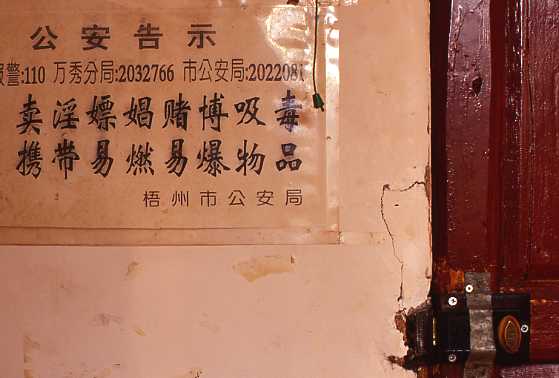 公安告示
报警:110 万秀分局:2032766 市公安局:2022081
卖淫嫖娼赌博吸毒
携带易燃易爆物品
梧州市公安局